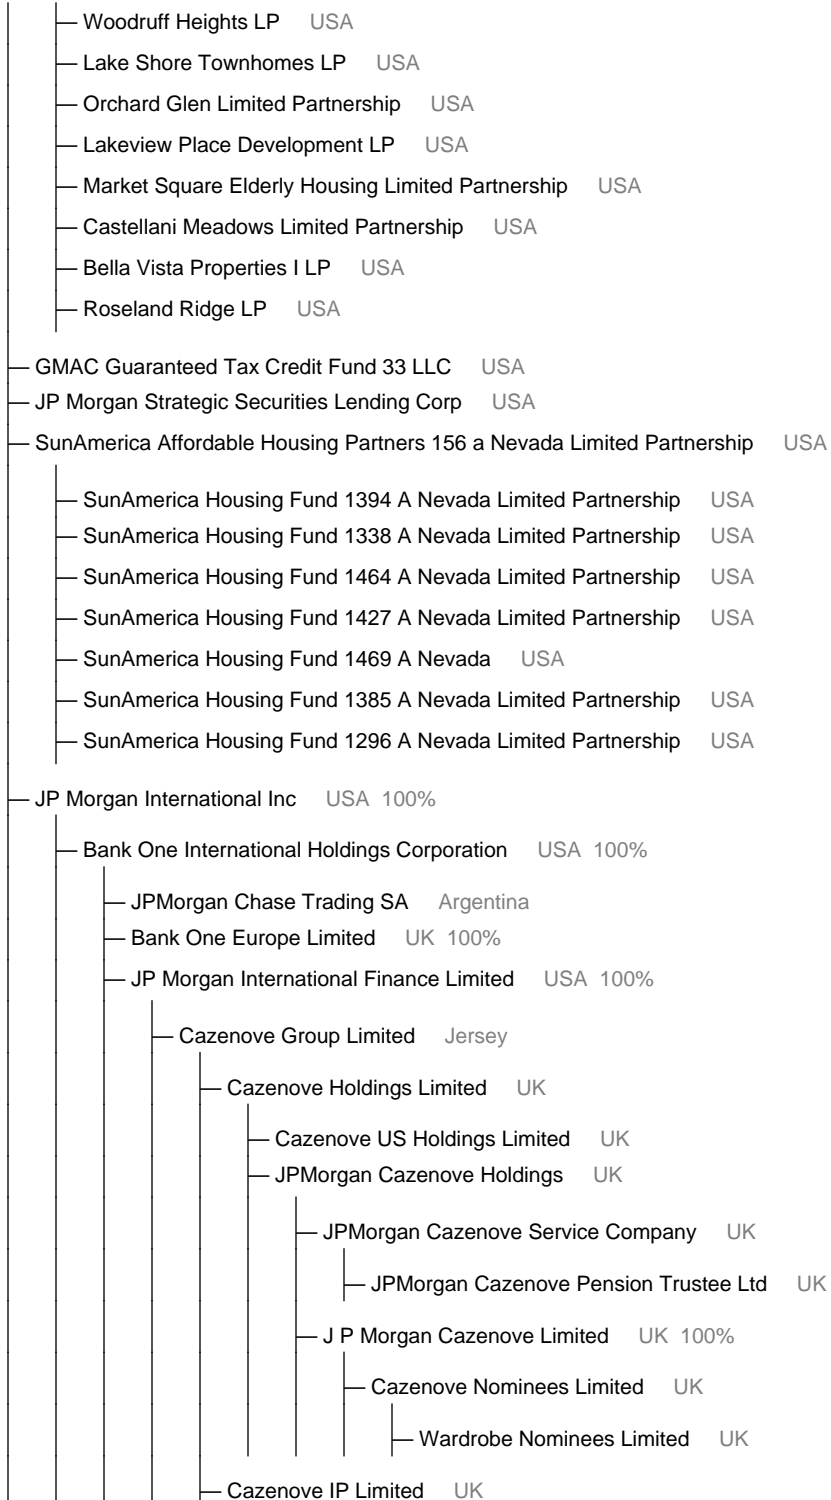 Woodruff Heights LP USA
Lake Shore Townhomes LP USA
Orchard Glen Limited Partnership USA
Lakeview Place Development LP USA
Market Square Elderly Housing Limited Partnership USA
Castellani Meadows Limited Partnership USA
Bella Vista Properties I LP USA
Roseland Ridge LP USA
GMAC Guaranteed Tax Credit Fund 33 LLC USA
JP Morgan Strategic Securities Lending Corp USA
SunAmerica Affordable Housing Partners 156 a Nevada Limited Partnership USA
SunAmerica Housing Fund 1394 A Nevada Limited Partnership USA
SunAmerica Housing Fund 1338 A Nevada Limited Partnership USA
SunAmerica Housing Fund 1464 A Nevada Limited Partnership USA
SunAmerica Housing Fund 1427 A Nevada Limited Partnership USA
SunAmerica Housing Fund 1469 A Nevada USA
SunAmerica Housing Fund 1385 A Nevada Limited Partnership USA
SunAmerica Housing Fund 1296 A Nevada Limited Partnership USA
JP Morgan International Inc USA 100%
Bank One International Holdings Corporation USA 100%
JPMorgan Chase Trading SA Argentina
Bank One Europe Limited UK 100%
JP Morgan International Finance Limited USA 100%
Cazenove Group Limited Jersey
Cazenove Holdings Limited UK
Cazenove US Holdings Limited UK
JPMorgan Cazenove Holdings UK
JPMorgan Cazenove Service Company UK
JPMorgan Cazenove Pension Trustee Ltd UK
J P Morgan Cazenove Limited UK 100%
Cazenove Nominees Limited UK
Wardrobe Nominees Limited UK
Cazenove IP Limited UK